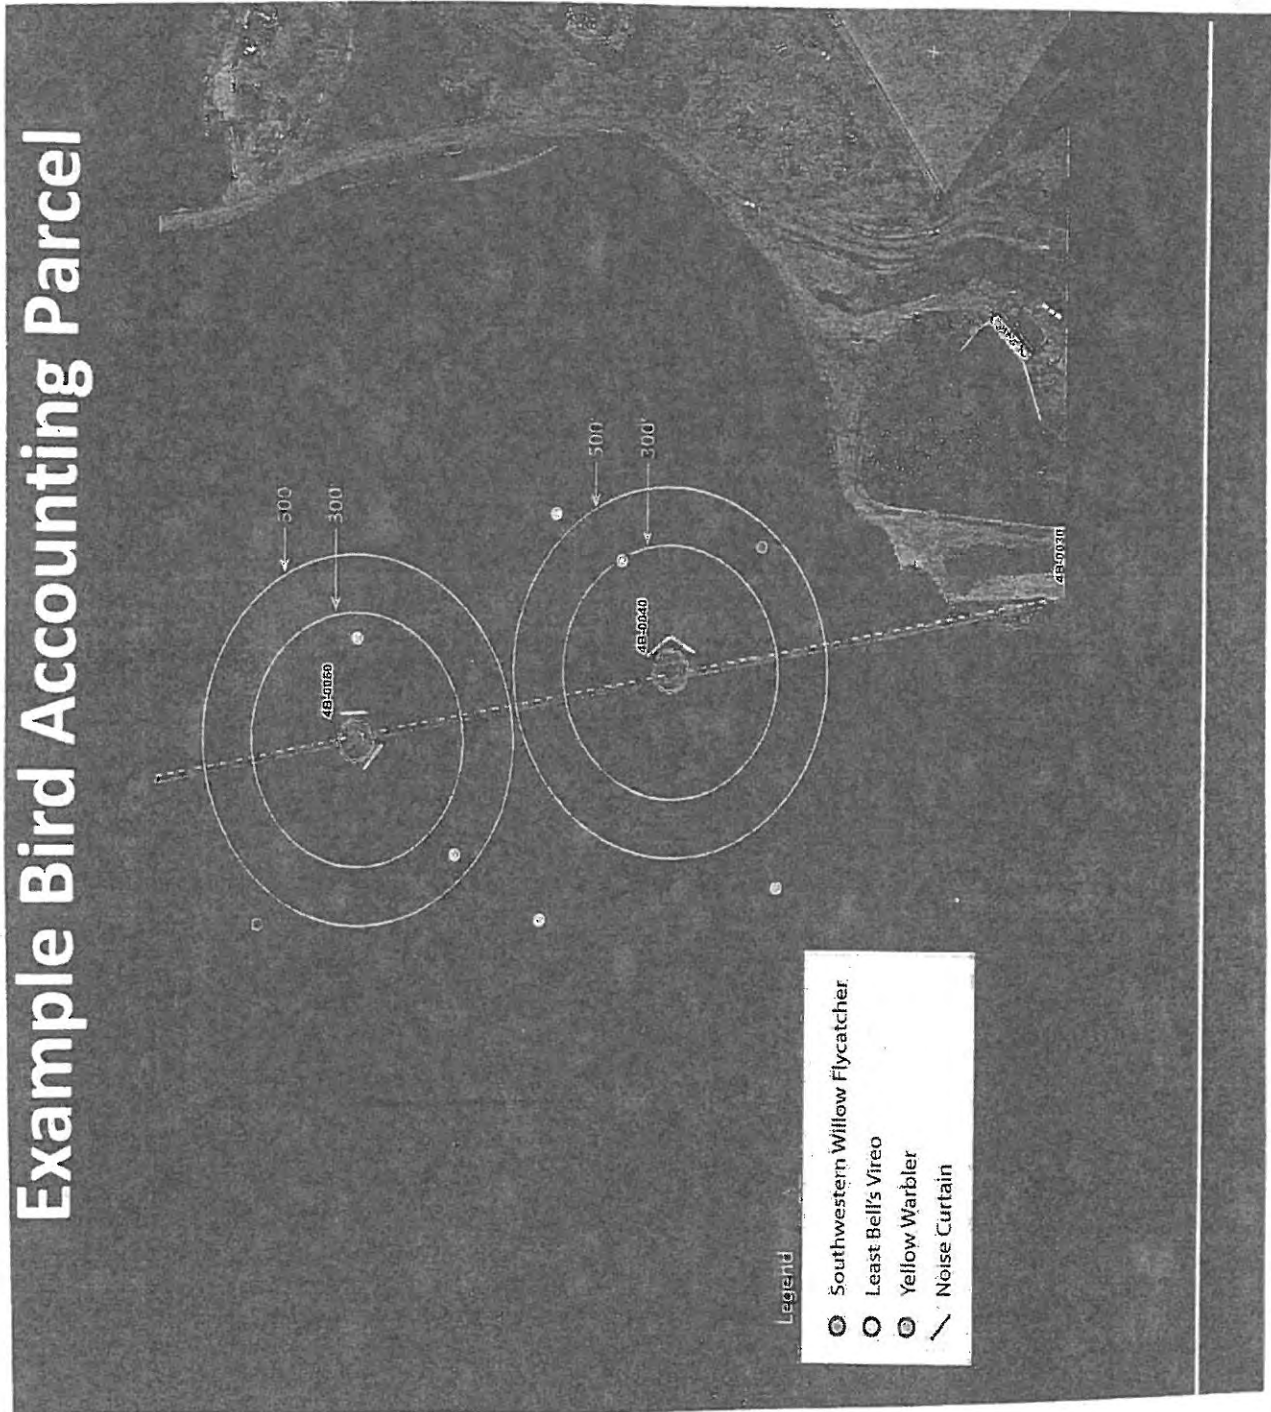 Example Bird Accounting Parcel
500'
4B-0060
300'
500'
4B-0040
300'
Legend
Southwestern Willow Flycatcher
Least Bell's Vireo
Yellow Warbler
Noise Curtain
4B-0030